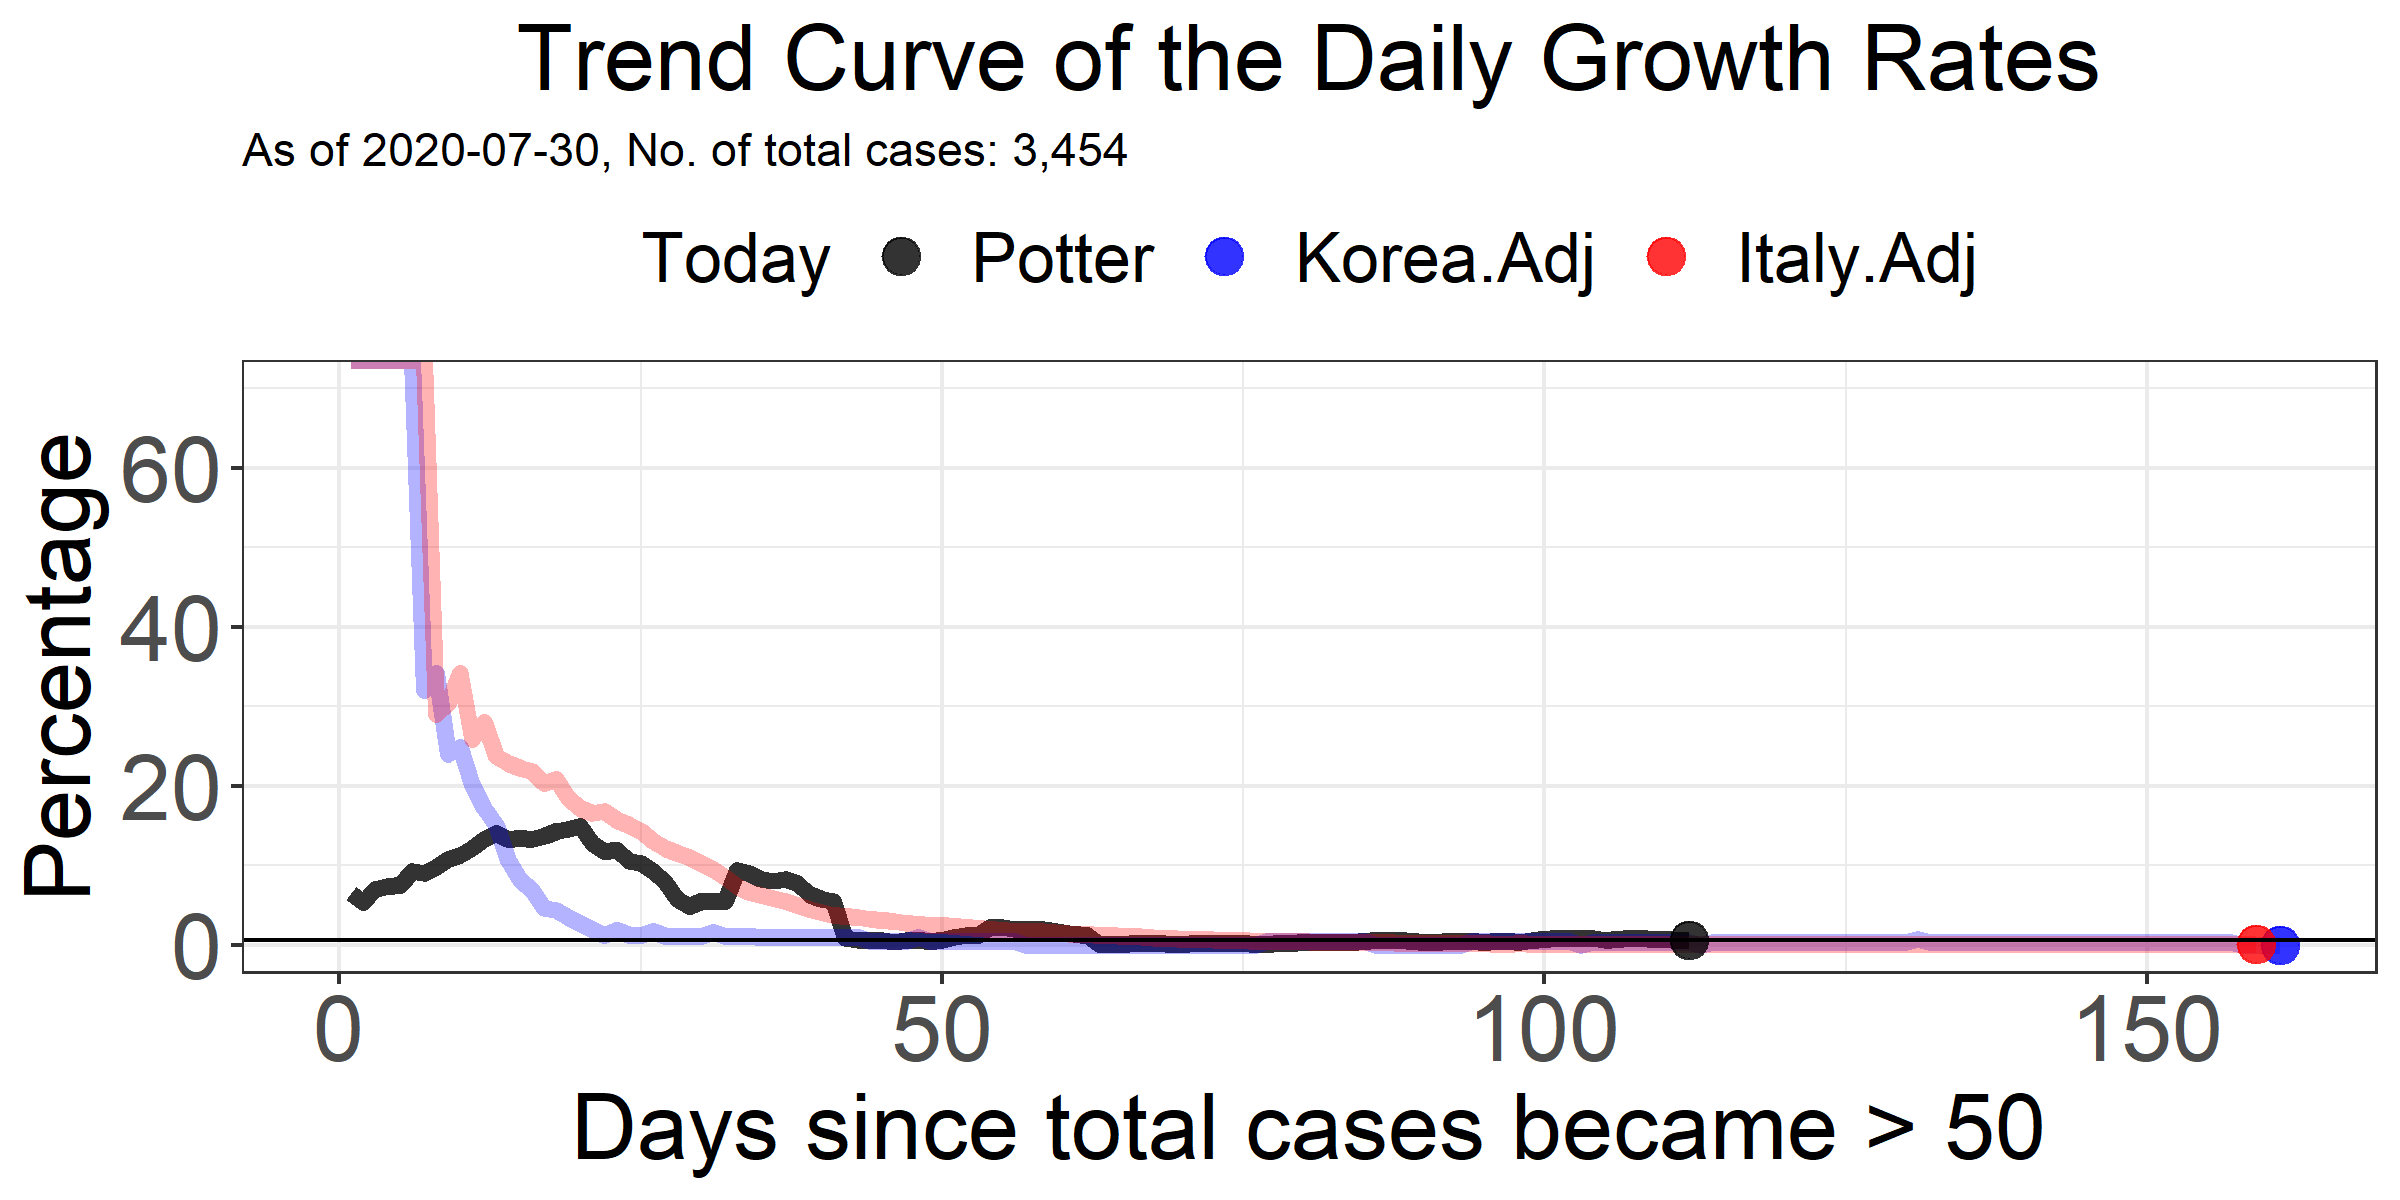 Trend Curve of the Daily Growth Rates
As of 2020-07-30, No. of total cases: 3,454
Today Potter Korea.Adj Italy.Adj
Percentage
60
40
20
0
0 50 100 150
Days since total cases became > 50